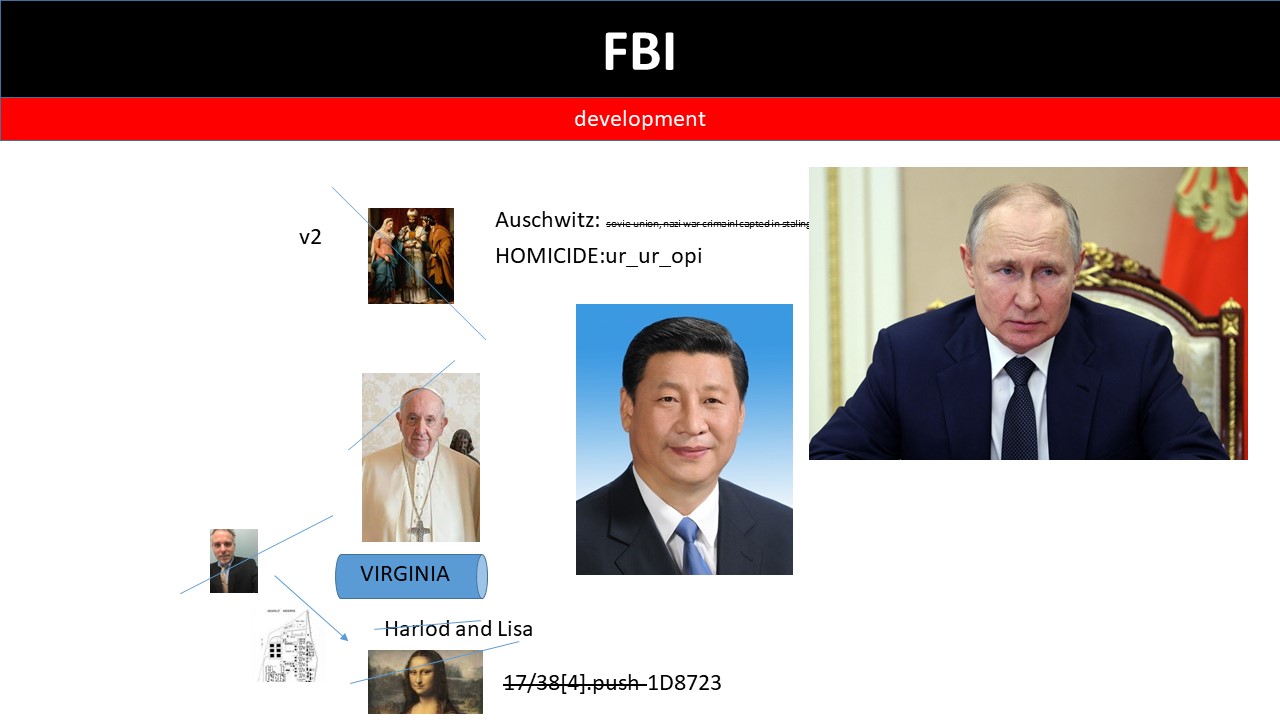 FBI
development
v2
Auschwitz: sovie union, nazi war crimainl capted in staling
HOMICIDE:ur_ur_opi
VIRGINIA
Harlod and Lisa
17/38[4].push 1D8723